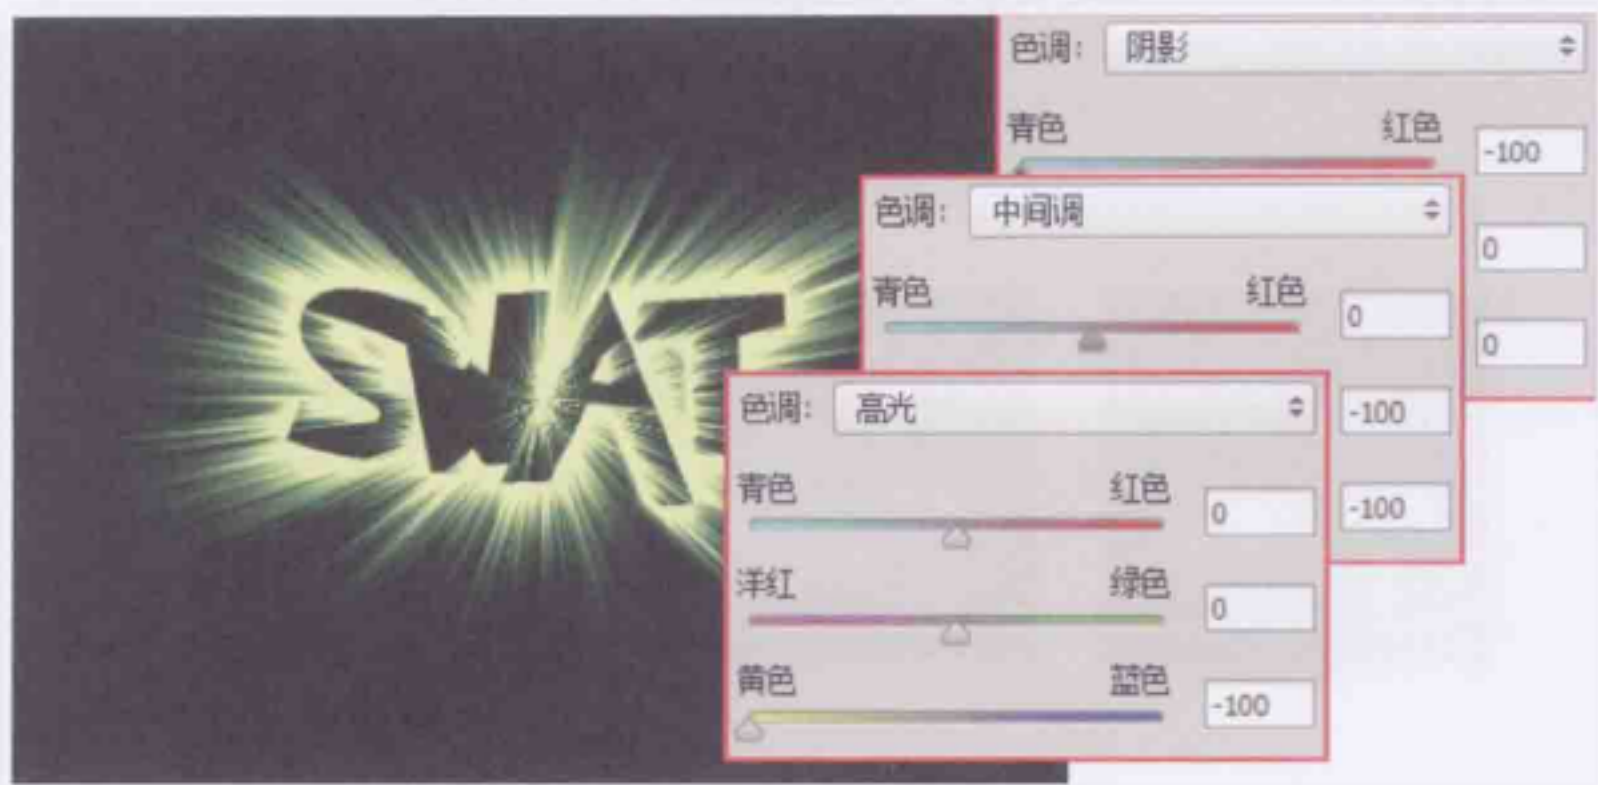 SWAT
色调: 阴影
青色 红色 -100
0
0
色调: 中间调
青色 红色 0
-100
-100
色调: 高光
青色 红色 0
洋红 绿色 0
黄色 蓝色 -100